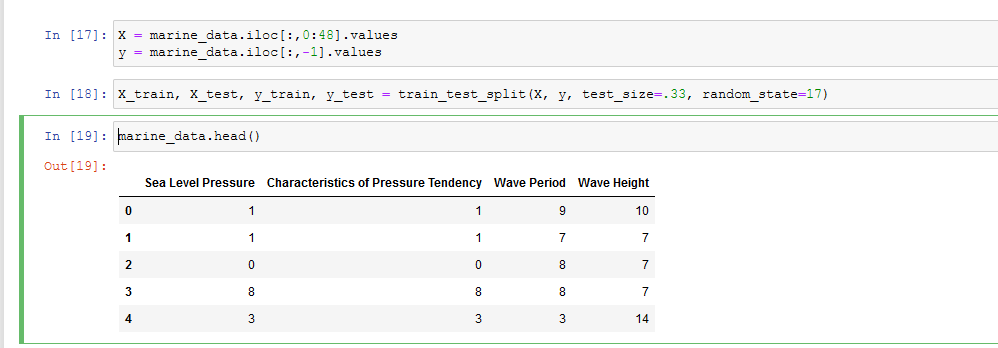 In [17]: X = marine_data.iloc[:,0:48].values
y = marine_data.iloc[:,-1].values
In [18]: X_train, X_test, y_train, y_test = train_test_split(X, y, test_size=.33, random_state=17)
In [19]: marine_data.head()
Out[19]:
Sea Level Pressure Characteristics of Pressure Tendency Wave Period Wave Height
0 1 1 9 10
1 1 1 7 7
2 0 0 8 7
3 8 8 8 7
4 3 3 3 14